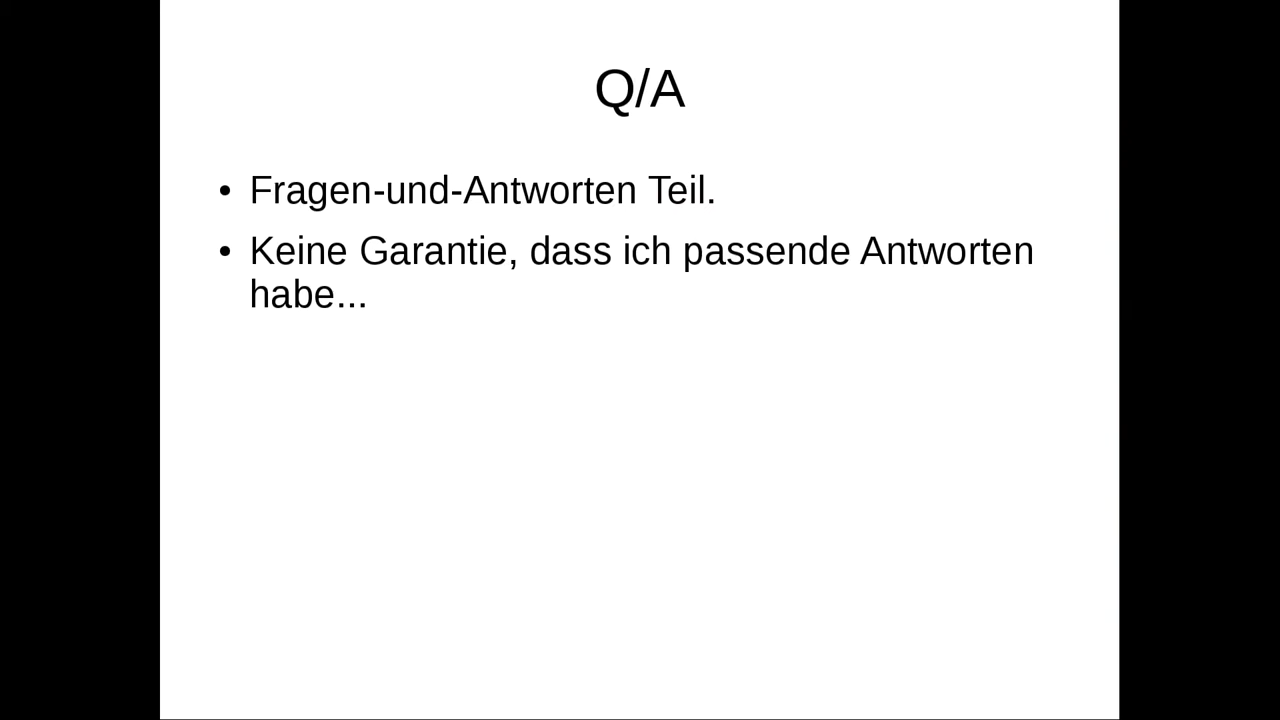 Q/A
• Fragen-und-Antworten Teil.
• Keine Garantie, dass ich passende Antworten
habe...